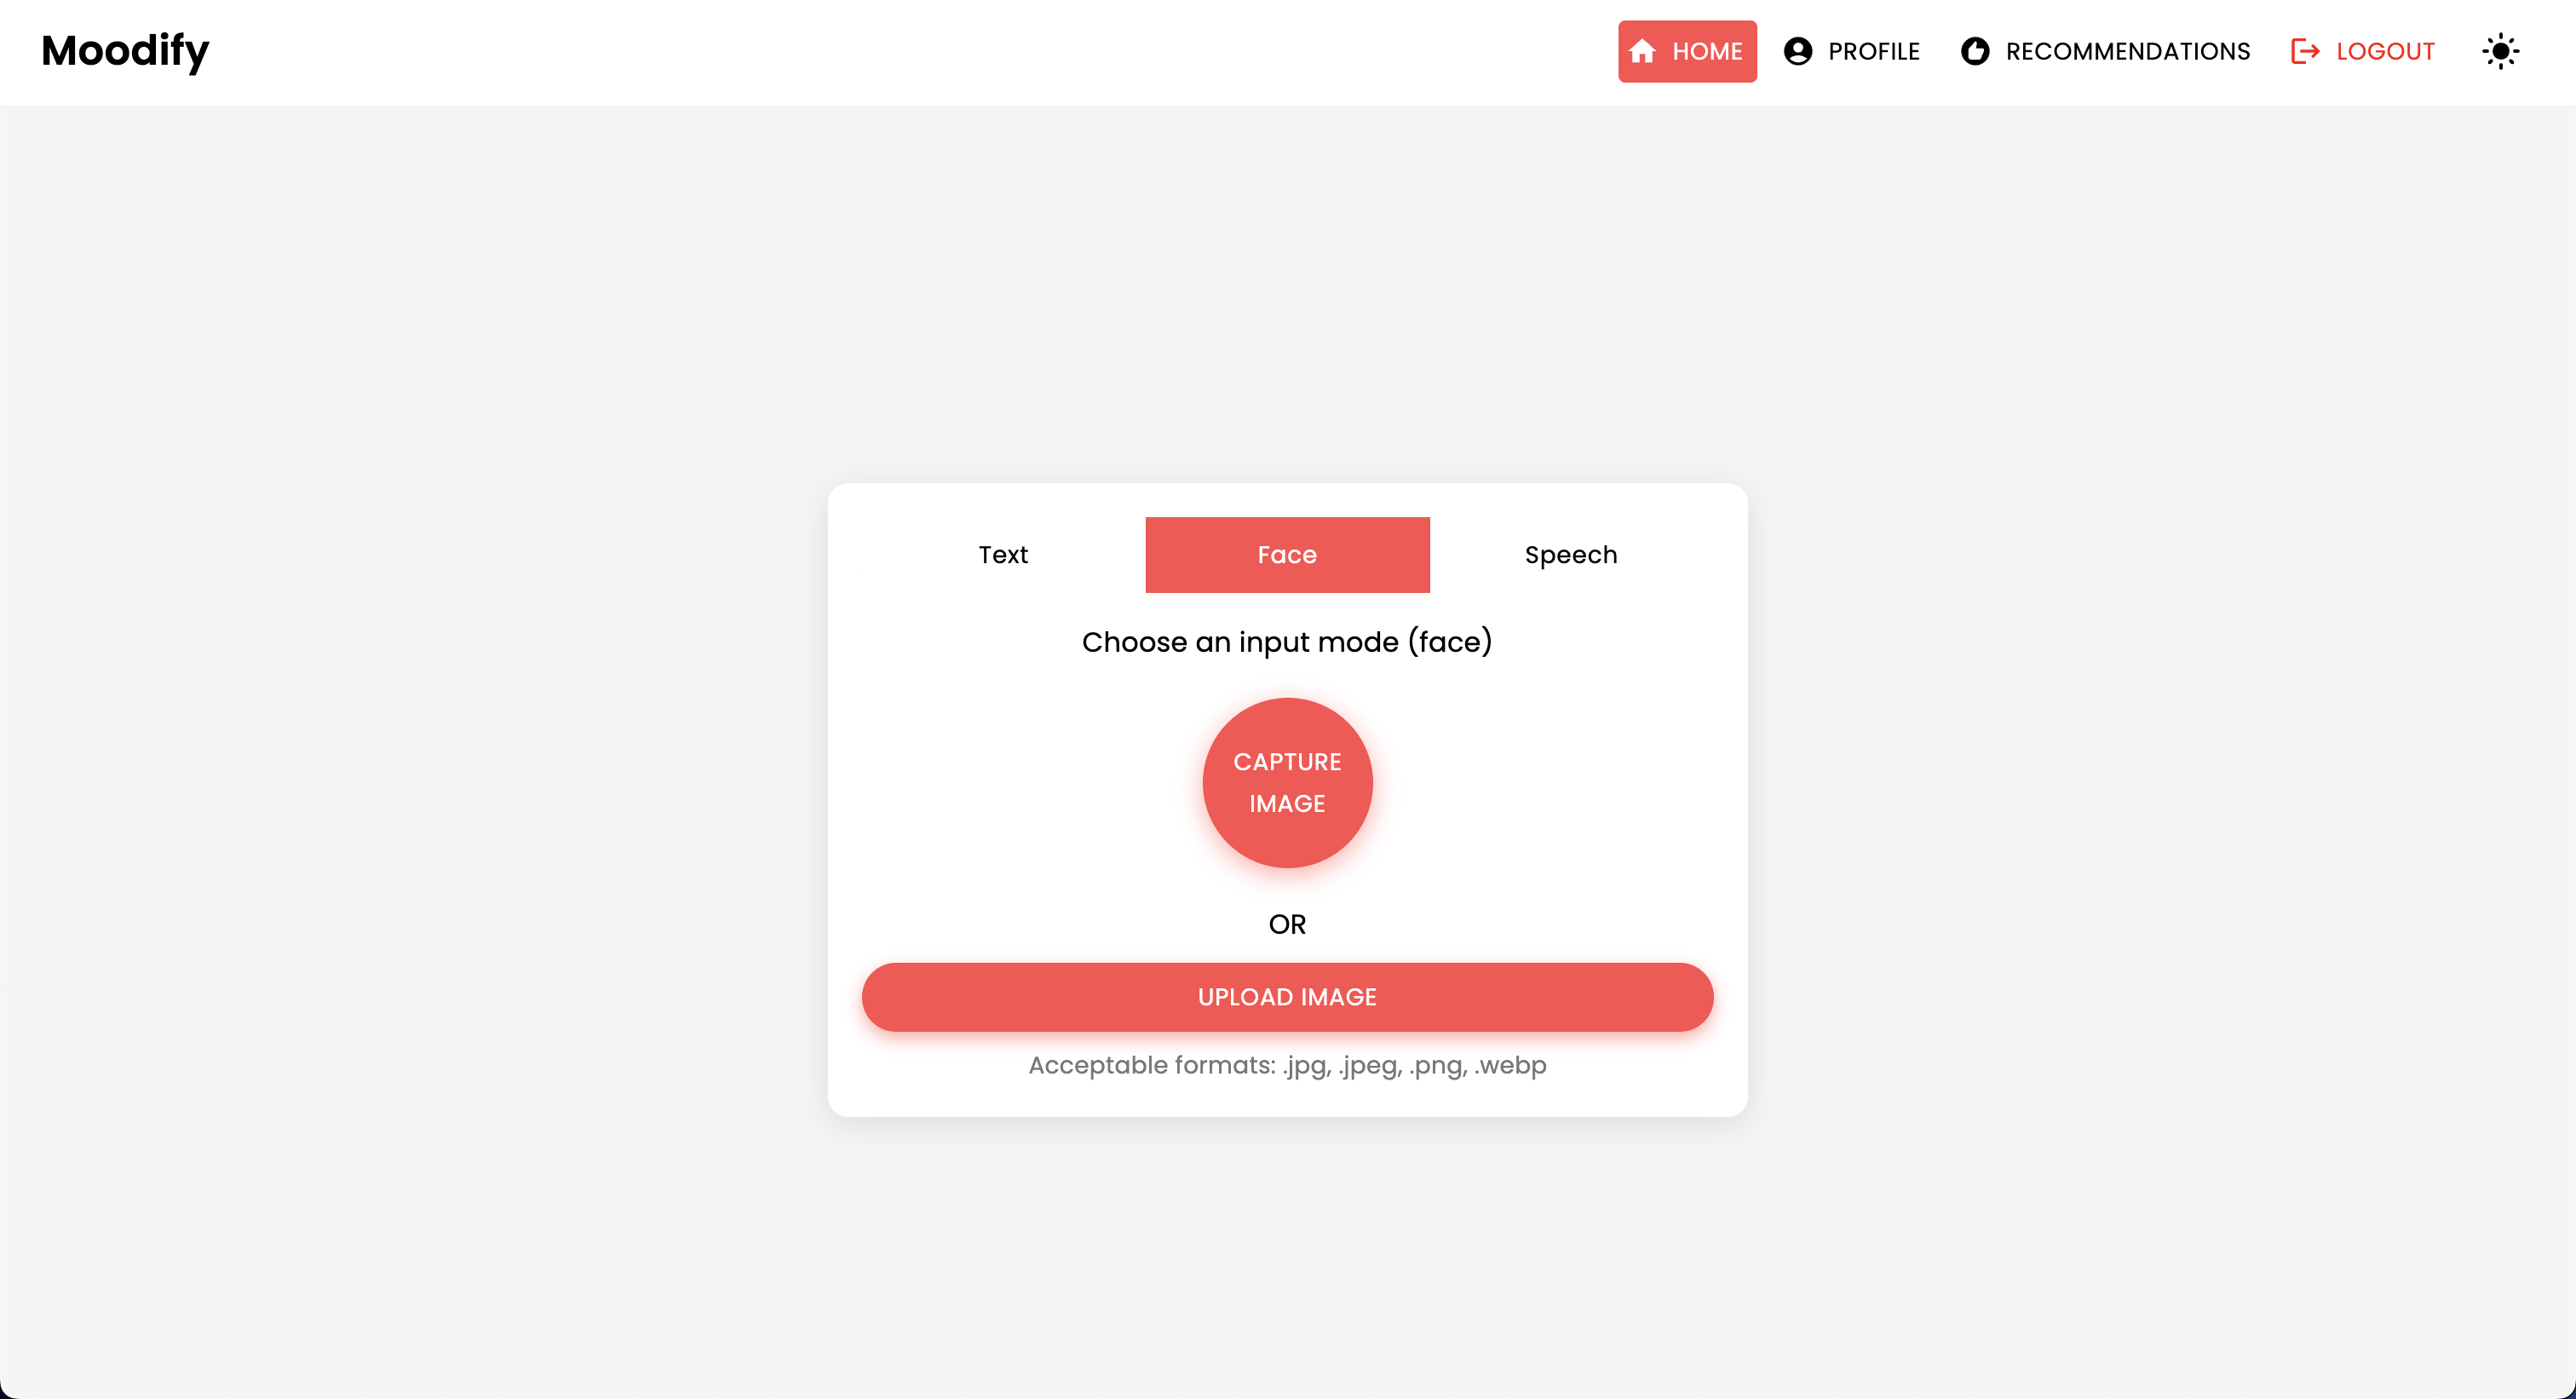 Moodify
HOME
PROFILE
RECOMMENDATIONS
LOGOUT
Text
Face
Speech
Choose an input mode (face)
CAPTURE
IMAGE
OR
UPLOAD IMAGE
Acceptable formats: .jpg, .jpeg, .png, .webp